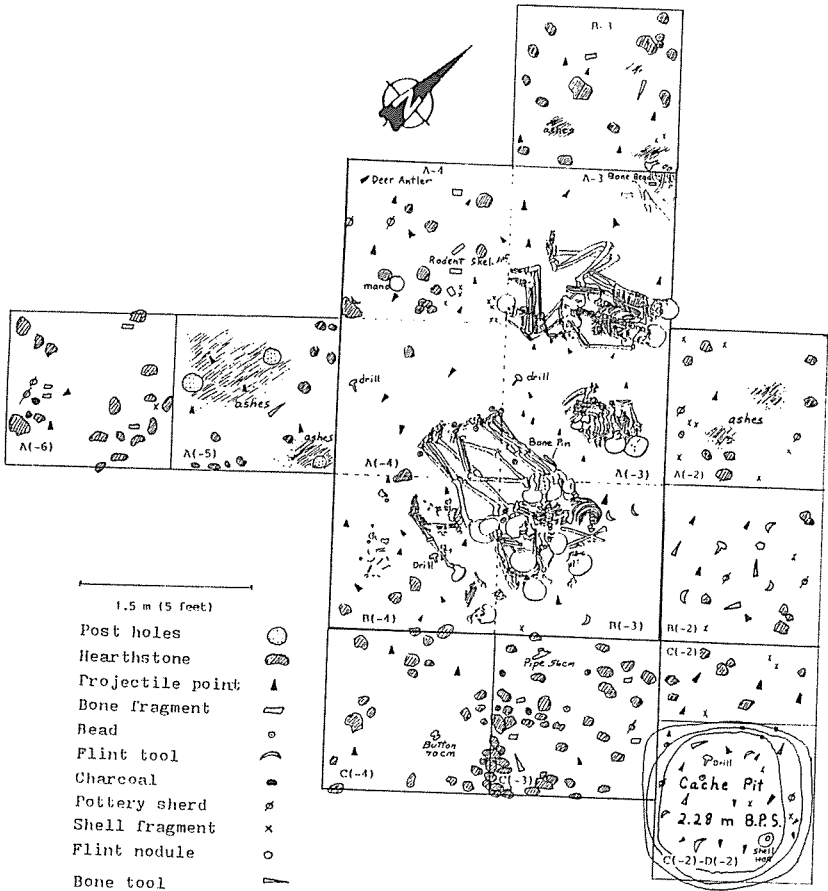 B-3
ashes
A-4
Deer Antler
A-3
Bone Bead
Rodent Skel.
mano
N
drill
drill
ashes
ashes
ashes
A(-6)
A(-5)
A(-4)
Bone Pin
A(-3)
A(-2)
Drill
B(-4)
B(-3)
B(-2)
C(-2)
Pipe 56cm
Button
70cm
C(-4)
C(-3)
Drill
Cache Pit
2.28 m B.P.S.
Shell
C(-2)-D(-2)
1.5 m (5 feet)
Post holes
Hearthstone
Projectile point
Bone fragment
Bead
Flint tool
Charcoal
Pottery sherd
Shell fragment
Flint nodule
Bone tool